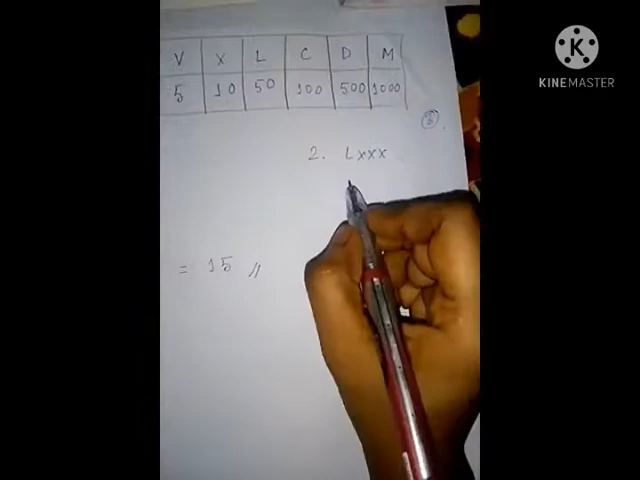 V X L C D M
5 10 50 100 500 1000
2. Lxxx
= 15 //
K
KINEMASTER